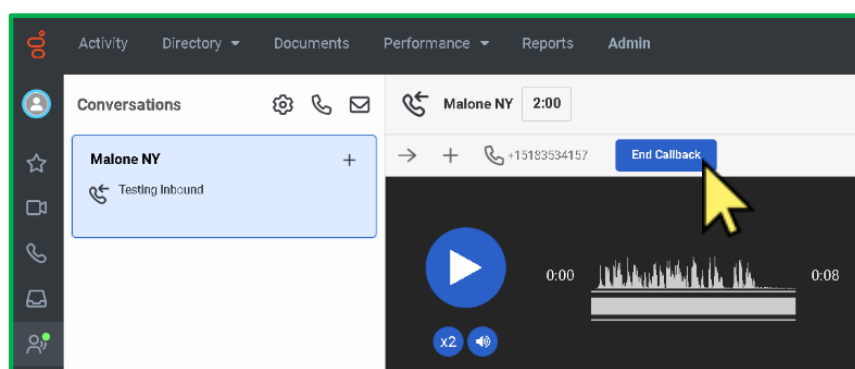 Activity Directory Documents Performance Reports Admin
Conversations
Malone NY 2:00
Malone NY
Testing Inbound
+15183534157 End Callback
0:00 0:08
x2